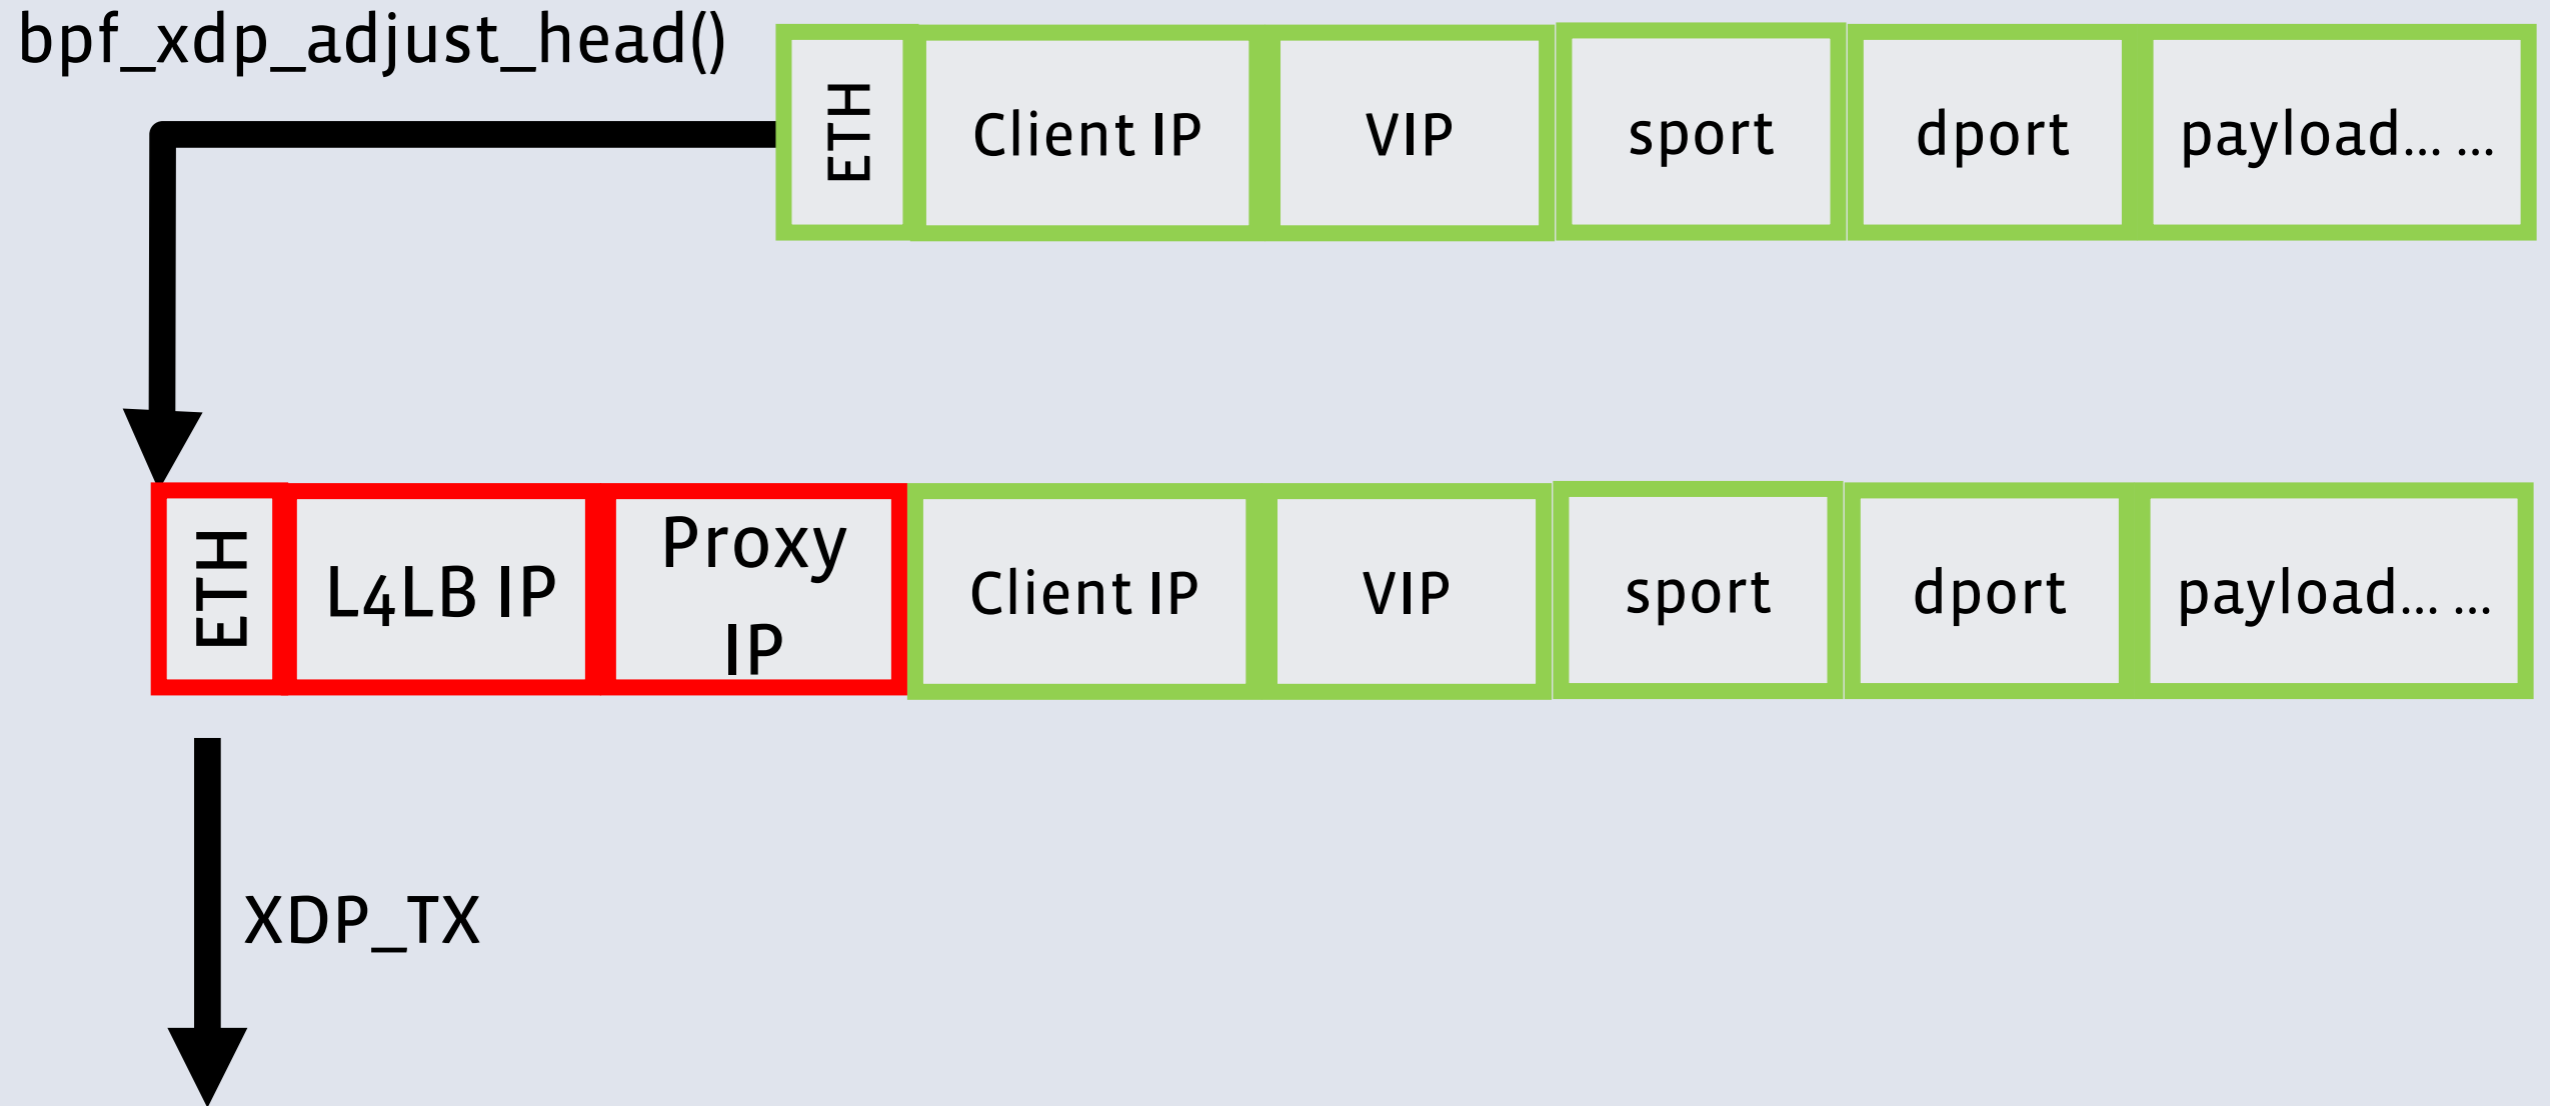 bpf_xdp_adjust_head()
ETH
Client IP
VIP
sport
dport
payload... ...
ETH
L4LB IP
Proxy
IP
Client IP
VIP
sport
dport
payload... ...
XDP_TX